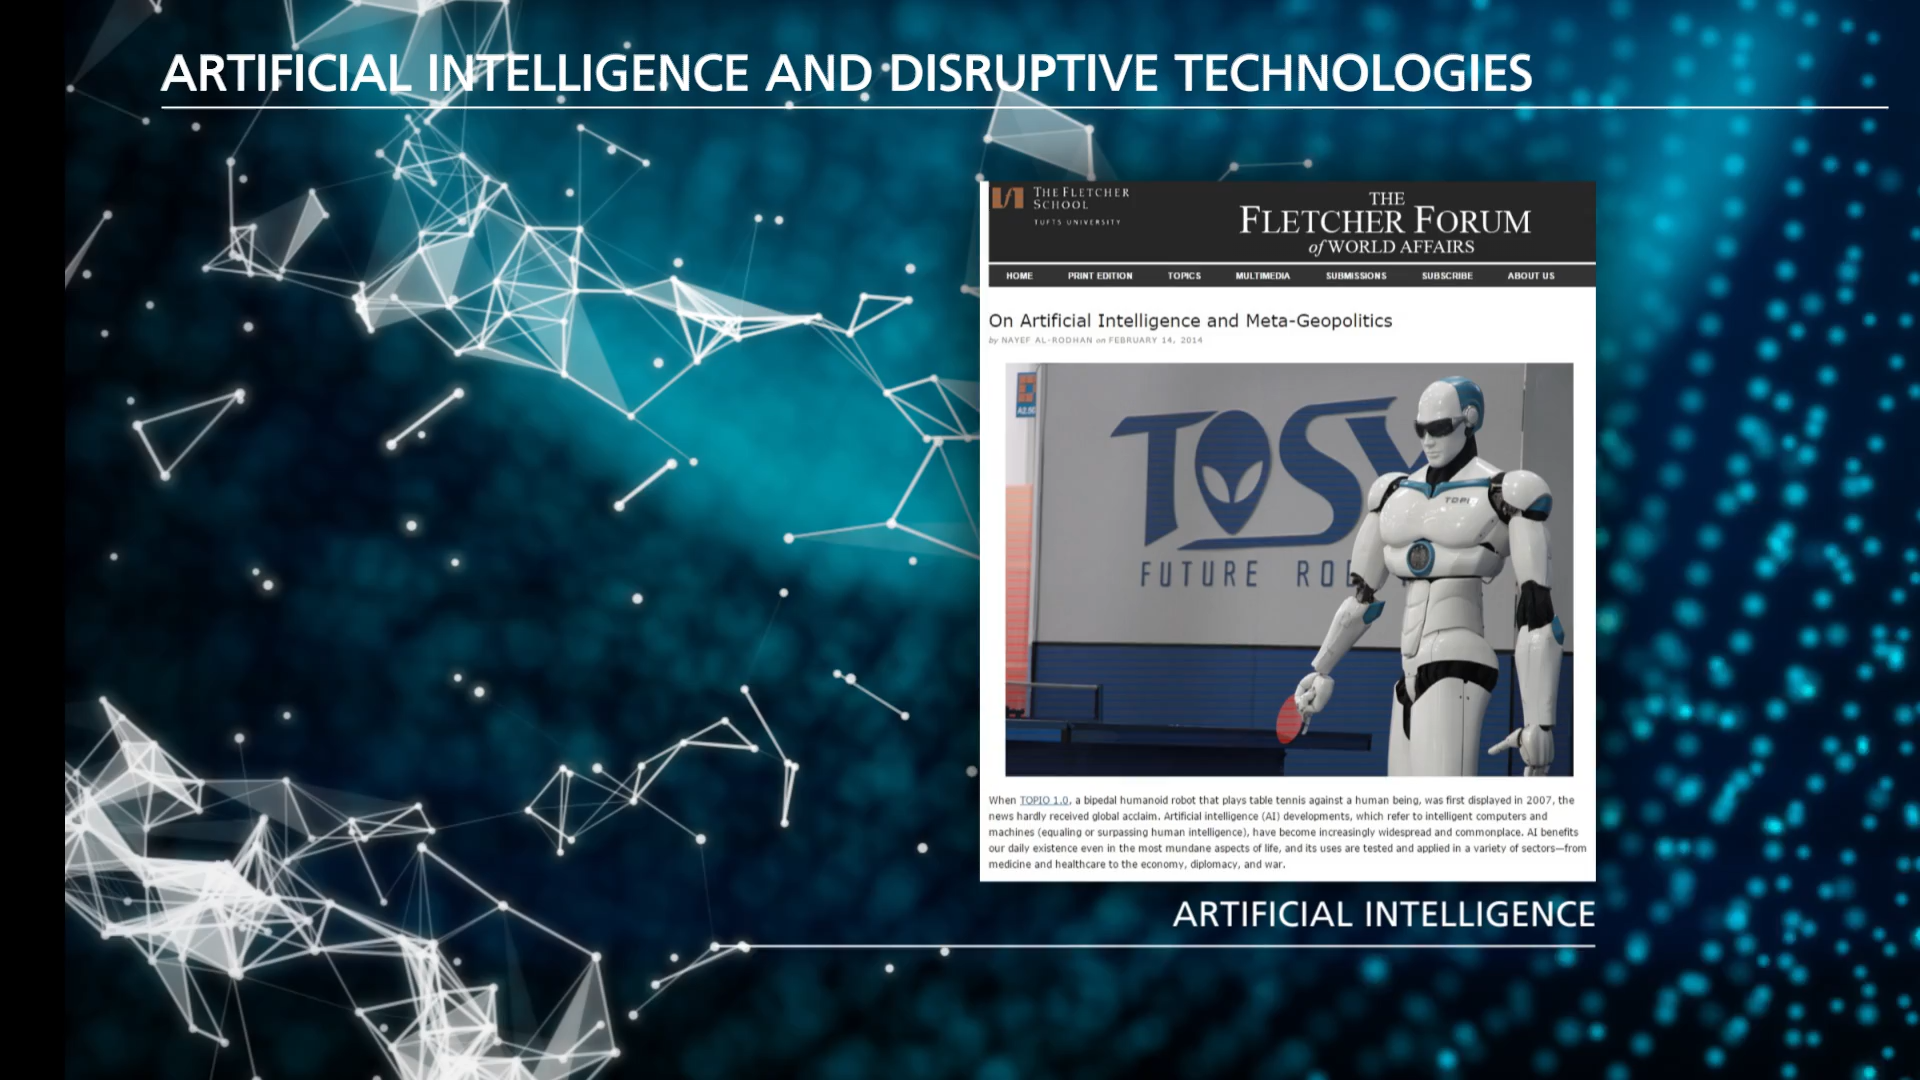 ARTIFICIAL INTELLIGENCE AND DISRUPTIVE TECHNOLOGIES
THE FLETCHER
SCHOOL
TUFTS UNIVERSITY
THE
FLETCHER FORUM
of WORLD AFFAIRS
HOME PRINT EDITION TOPICS MULTIMEDIA SUBMISSIONS SUBSCRIBE ABOUT US
On Artificial Intelligence and Meta-Geopolitics
by NAYEF AL-RODHAN on FEBRUARY 14, 2014
TOSY
FUTURE
TOPIO
When TOPIO 1.0, a bipedal humanoid robot that plays table tennis against a human being, was first displayed in 2007, the
news hardly received global acclaim. Artificial intelligence (AI) developments, which refer to intelligent computers and
machines (equaling or surpassing human intelligence), have become increasingly widespread and commonplace. AI benefits
our daily existence even in the most mundane aspects of life, and its uses are tested and applied in a variety of sectors—from
medicine and healthcare to the economy, diplomacy, and war.
ARTIFICIAL INTELLIGENCE